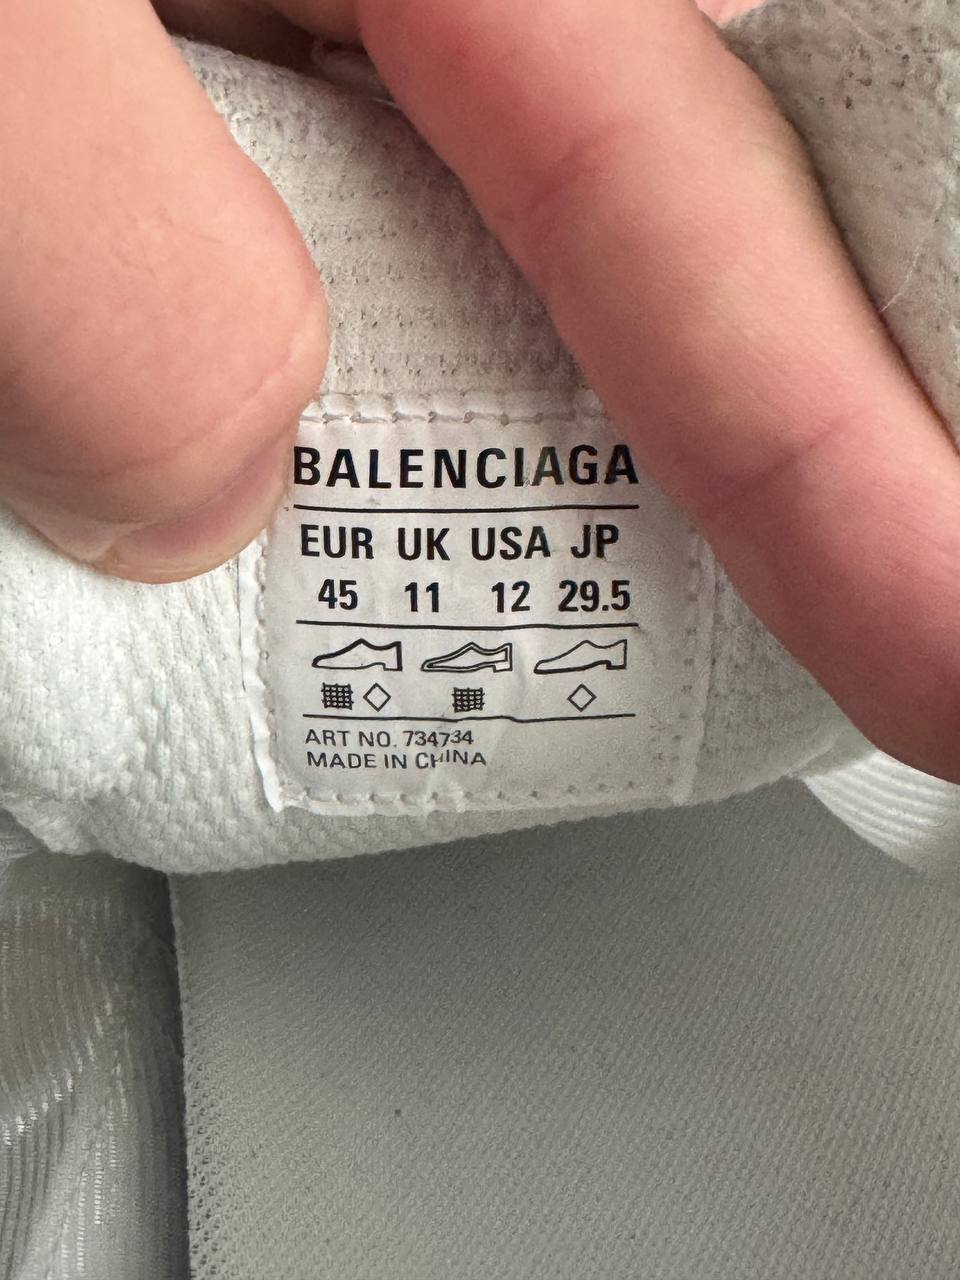 BALENCIAGA
EUR UK USA JP
45 11 12 29.5
ART NO. 734734
MADE IN CHINA